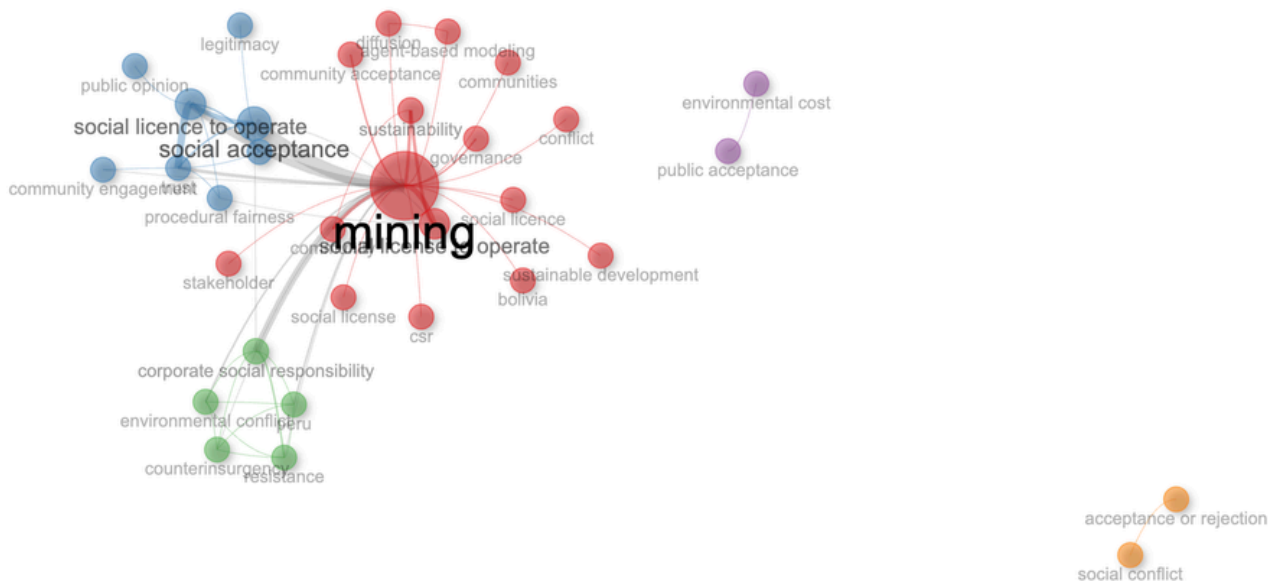 legitimacy
diffusion
agent-based modeling
community acceptance
communities
public opinion
environmental cost
social licence to operate
sustainability
conflict
social acceptance
governance
public acceptance
community engagement
trust
procedural fairness
social licence
mining
social license to operate
stakeholder
sustainable development
bolivia
social license
csr
corporate social responsibility
environmental conflict
peru
counterinsurgency
resistance
acceptance or rejection
social conflict